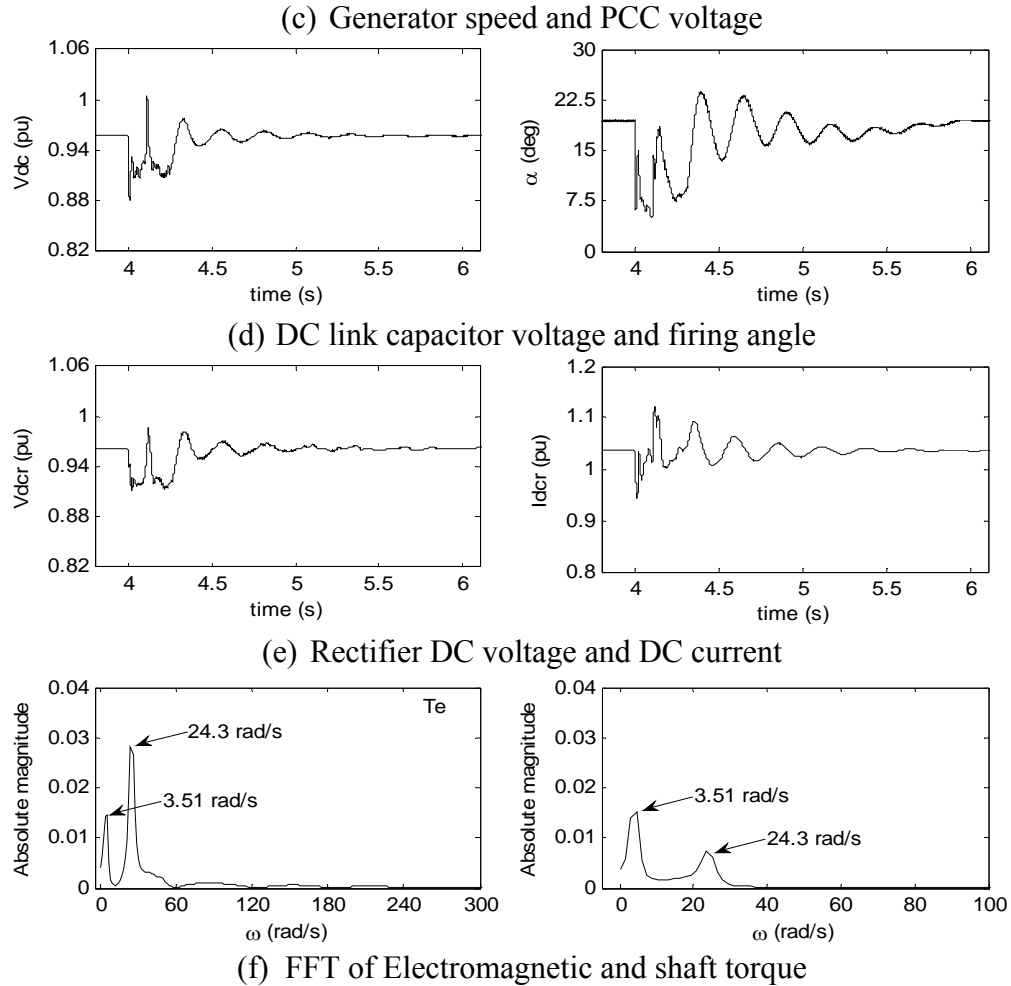 (c) Generator speed and PCC voltage
1.06
1
0.94
0.88
0.82
Vdc (pu)
4 4.5 5 5.5 6
time (s)
30
22.5
15
7.5
0
α (deg)
4 4.5 5 5.5 6
time (s)
(d) DC link capacitor voltage and firing angle
1.06
1
0.94
0.88
0.82
Vdcr (pu)
4 4.5 5 5.5 6
time (s)
1.2
1.1
1
0.9
0.8
Idcr (pu)
4 4.5 5 5.5 6
time (s)
(e) Rectifier DC voltage and DC current
0.04
0.03
0.02
0.01
0
Absolute magnitude
Te
24.3 rad/s
3.51 rad/s
0 60 120 180 240 300
ω (rad/s)
0.04
0.03
0.02
0.01
0
Absolute magnitude
3.51 rad/s
24.3 rad/s
0 20 40 60 80 100
ω (rad/s)
(f) FFT of Electromagnetic and shaft torque